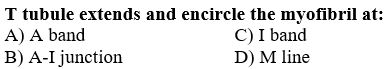 T tubule extends and encircle the myofibril at:
A) A band C) I band
B) A-I junction D) M line